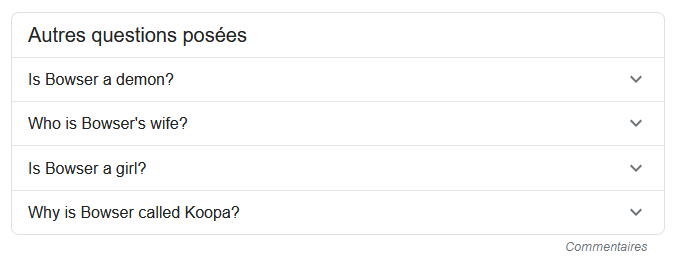 Autres questions posées
Is Bowser a demon?
Who is Bowser's wife?
Is Bowser a girl?
Why is Bowser called Koopa?
Commentaires